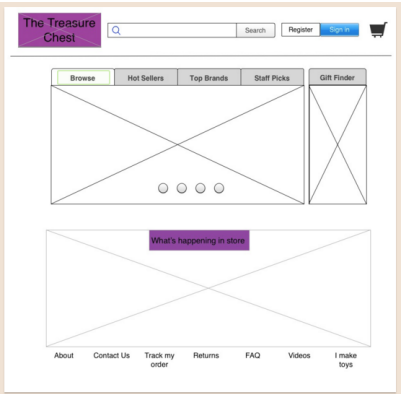 The Treasure
Chest
Search
Register
Sign in
Browse
Hot Sellers
Top Brands
Staff Picks
Gift Finder
What's happening in store
About
Contact Us
Track my
order
Returns
FAQ
Videos
I make
toys